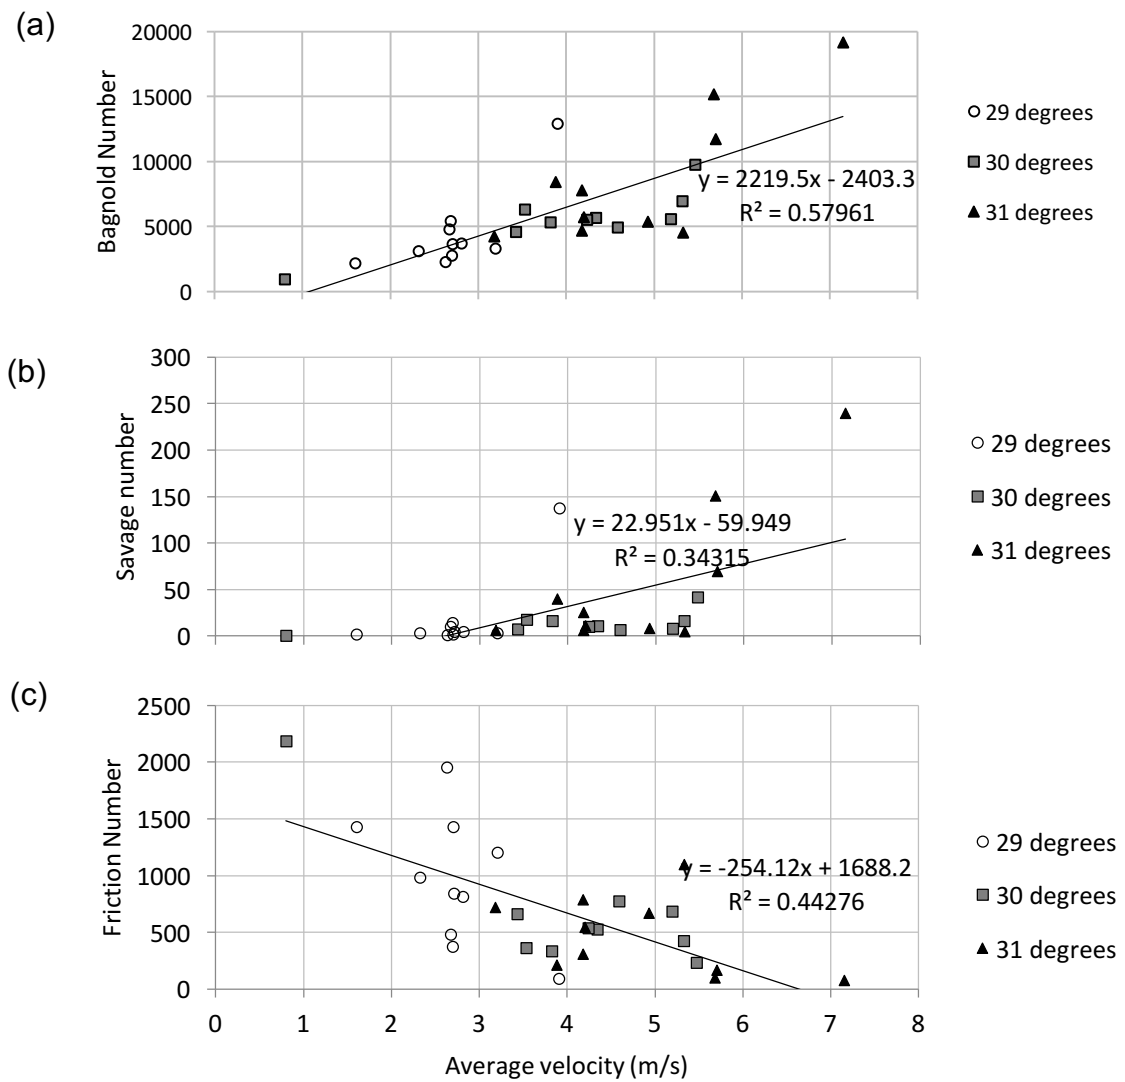 (a)
20000
15000
10000
5000
0
Bagnold Number
y = 2219.5x - 2403.3
R² = 0.57961
29 degrees
30 degrees
31 degrees
(b)
300
250
200
150
100
50
0
Savage number
y = 22.951x - 59.949
R² = 0.34315
29 degrees
30 degrees
31 degrees
(c)
2500
2000
1500
1000
500
0
Friction Number
y = -254.12x + 1688.2
R² = 0.44276
29 degrees
30 degrees
31 degrees
0 1 2 3 4 5 6 7 8
Average velocity (m/s)